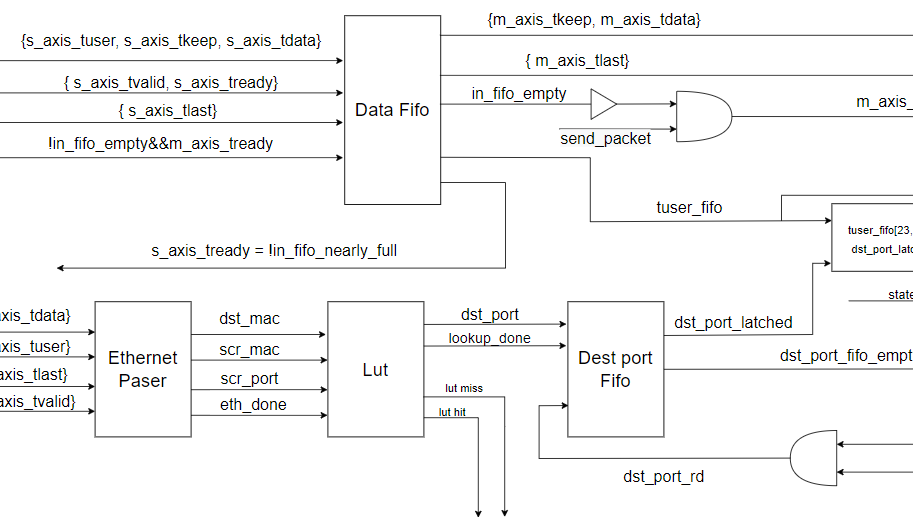 {s_axis_tuser, s_axis_tkeep, s_axis_tdata}
{ s_axis_tvalid, s_axis_tready}
{ s_axis_tlast}
!in_fifo_empty&&m_axis_tready
Data Fifo
{m_axis_tkeep, m_axis_tdata}
{ m_axis_tlast}
in_fifo_empty
send_packet
m_axis_
tuser_fifo
tuser_fifo[23,
dst_port_latc
s_axis_tready = !in_fifo_nearly_full
state
axis_tdata}
axis_tuser}
axis_tlast}
axis_tvalid}
Ethernet
Paser
dst_mac
scr_mac
scr_port
eth_done
Lut
dst_port
lookup_done
lut miss
lut hit
Dest port
Fifo
dst_port_latched
dst_port_fifo_empt
dst_port_rd